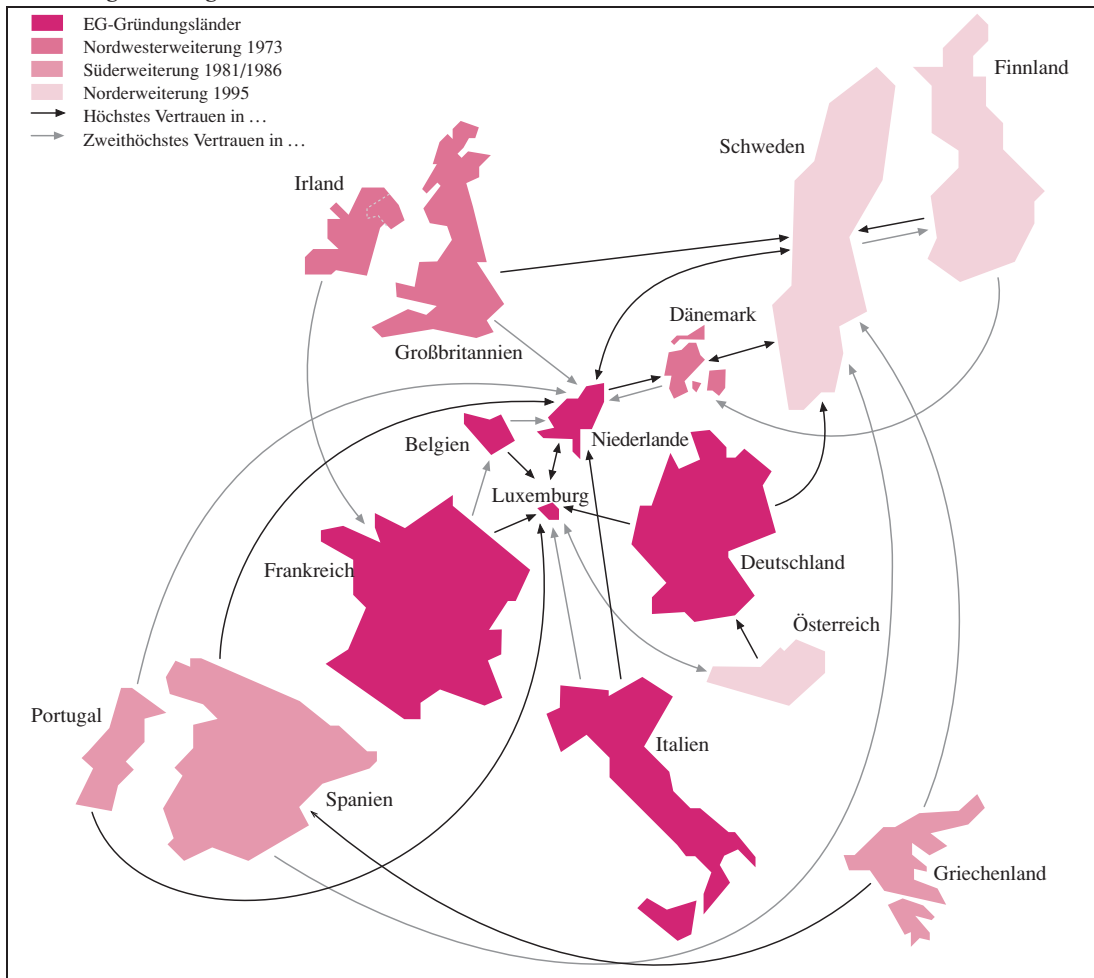 EG-Gründungsländer
Nordwesterweiterung 1973
Süderweiterung 1981/1986
Norderweiterung 1995
Höchstes Vertrauen in …
Zweithöchstes Vertrauen in …
Finnland
Schweden
Irland
Dänemark
Großbritannien
Belgien
Niederlande
Luxemburg
Frankreich
Deutschland
Österreich
Portugal
Italien
Spanien
Griechenland